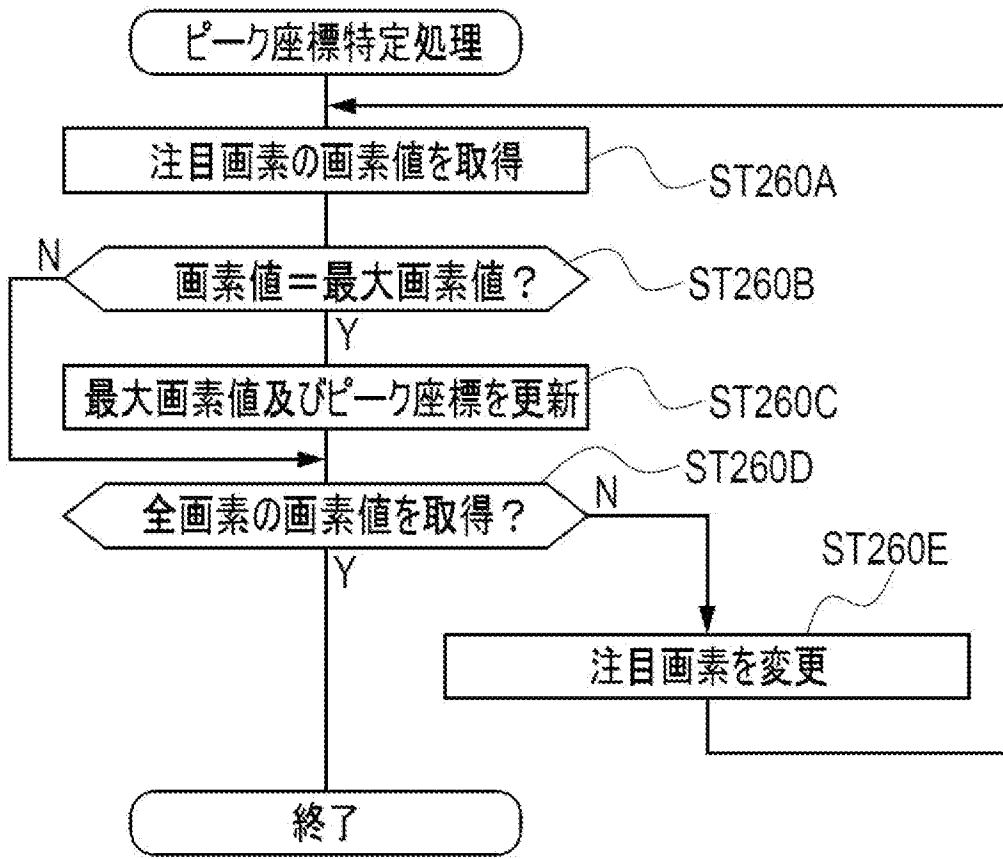 ピーク座標特定処理
注目画素の画素値を取得
ST260A
N
画素値＝最大画素値？
ST260B
Y
最大画素値及びピーク座標を更新
ST260C
ST260D
全画素の画素値を取得？
N
Y
ST260E
注目画素を変更
終了